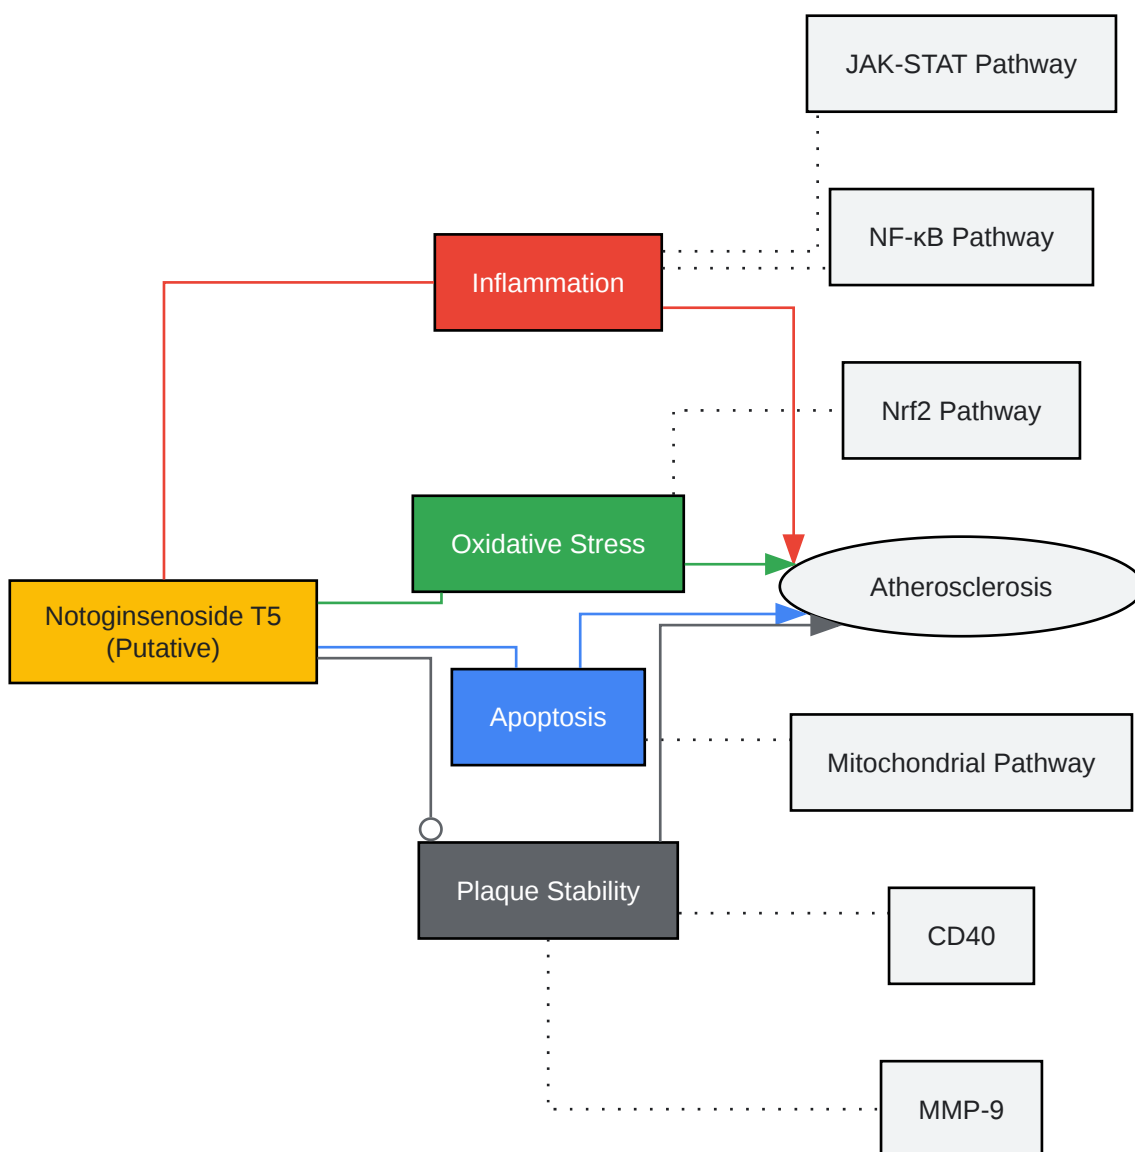 JAK-STAT Pathway
NF-κB Pathway
Inflammation
Nrf2 Pathway
Oxidative Stress
Atherosclerosis
Notoginsenoside T5
(Putative)
Apoptosis
Mitochondrial Pathway
Plaque Stability
CD40
MMP-9